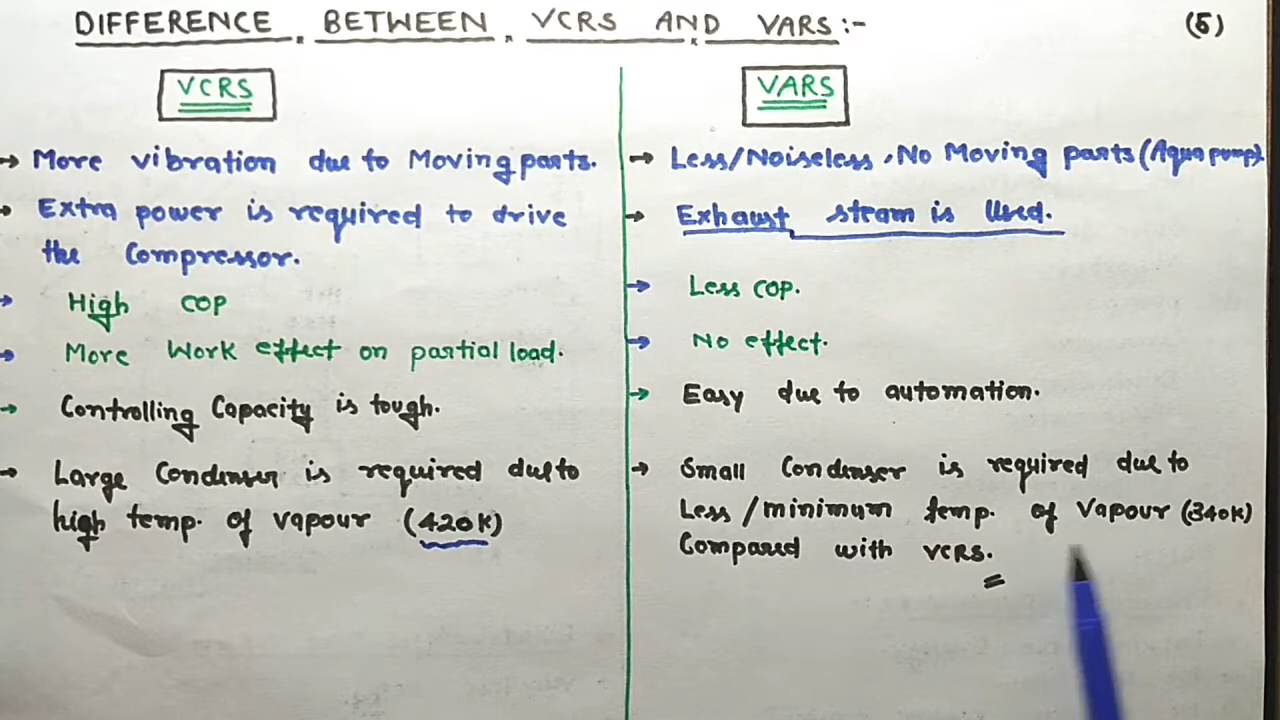 DIFFERENCE BETWEEN VCRS AND VARS :-
(5)
VCRS
→ More vibration due to Moving parts.
→ Extra power is required to drive
the Compressor.
→ High COP
→ More Work effect on partial load.
→ Controlling Capacity is tough.
→ Large Condenser is required due to
high temp. of vapour (420K)
VARS
→ Less/Noiseless, No Moving parts (Aqua pump)
→ Exhaust steam is Used.
→ Less COP.
→ No effect.
→ Easy due to automation.
→ Small Condenser is required due to
Less/minimum temp. of Vapour (340K)
Compared with VCRS.